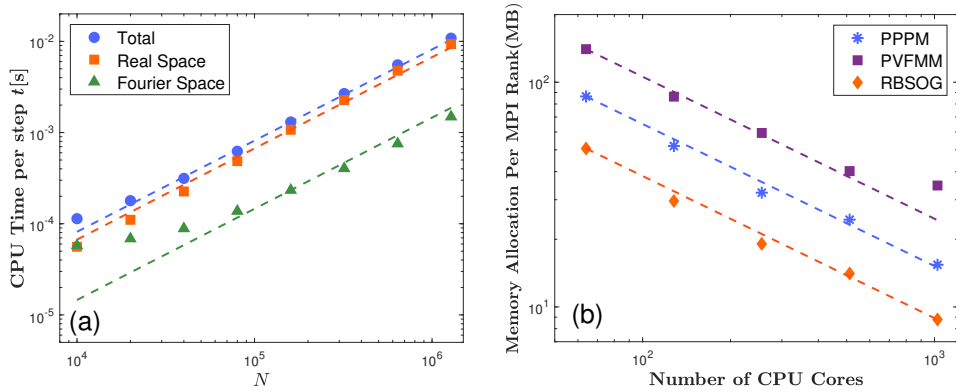 CPU Time per step t[s]
10^-2
10^-3
10^-4
10^-5
Total
Real Space
Fourier Space
(a)
10^4
10^5
10^6
N
Memory Allocation Per MPI Rank(MB)
10^2
10^1
PPPM
PVFMM
RBSOG
(b)
10^2
10^3
Number of CPU Cores